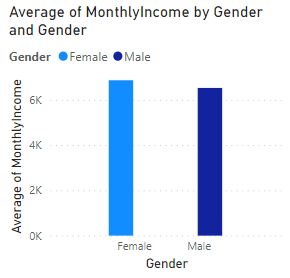 Average of MonthlyIncome by Gender
and Gender
Gender Female Male
Average of MonthlyIncome
6K
4K
2K
0K
Female Male
Gender